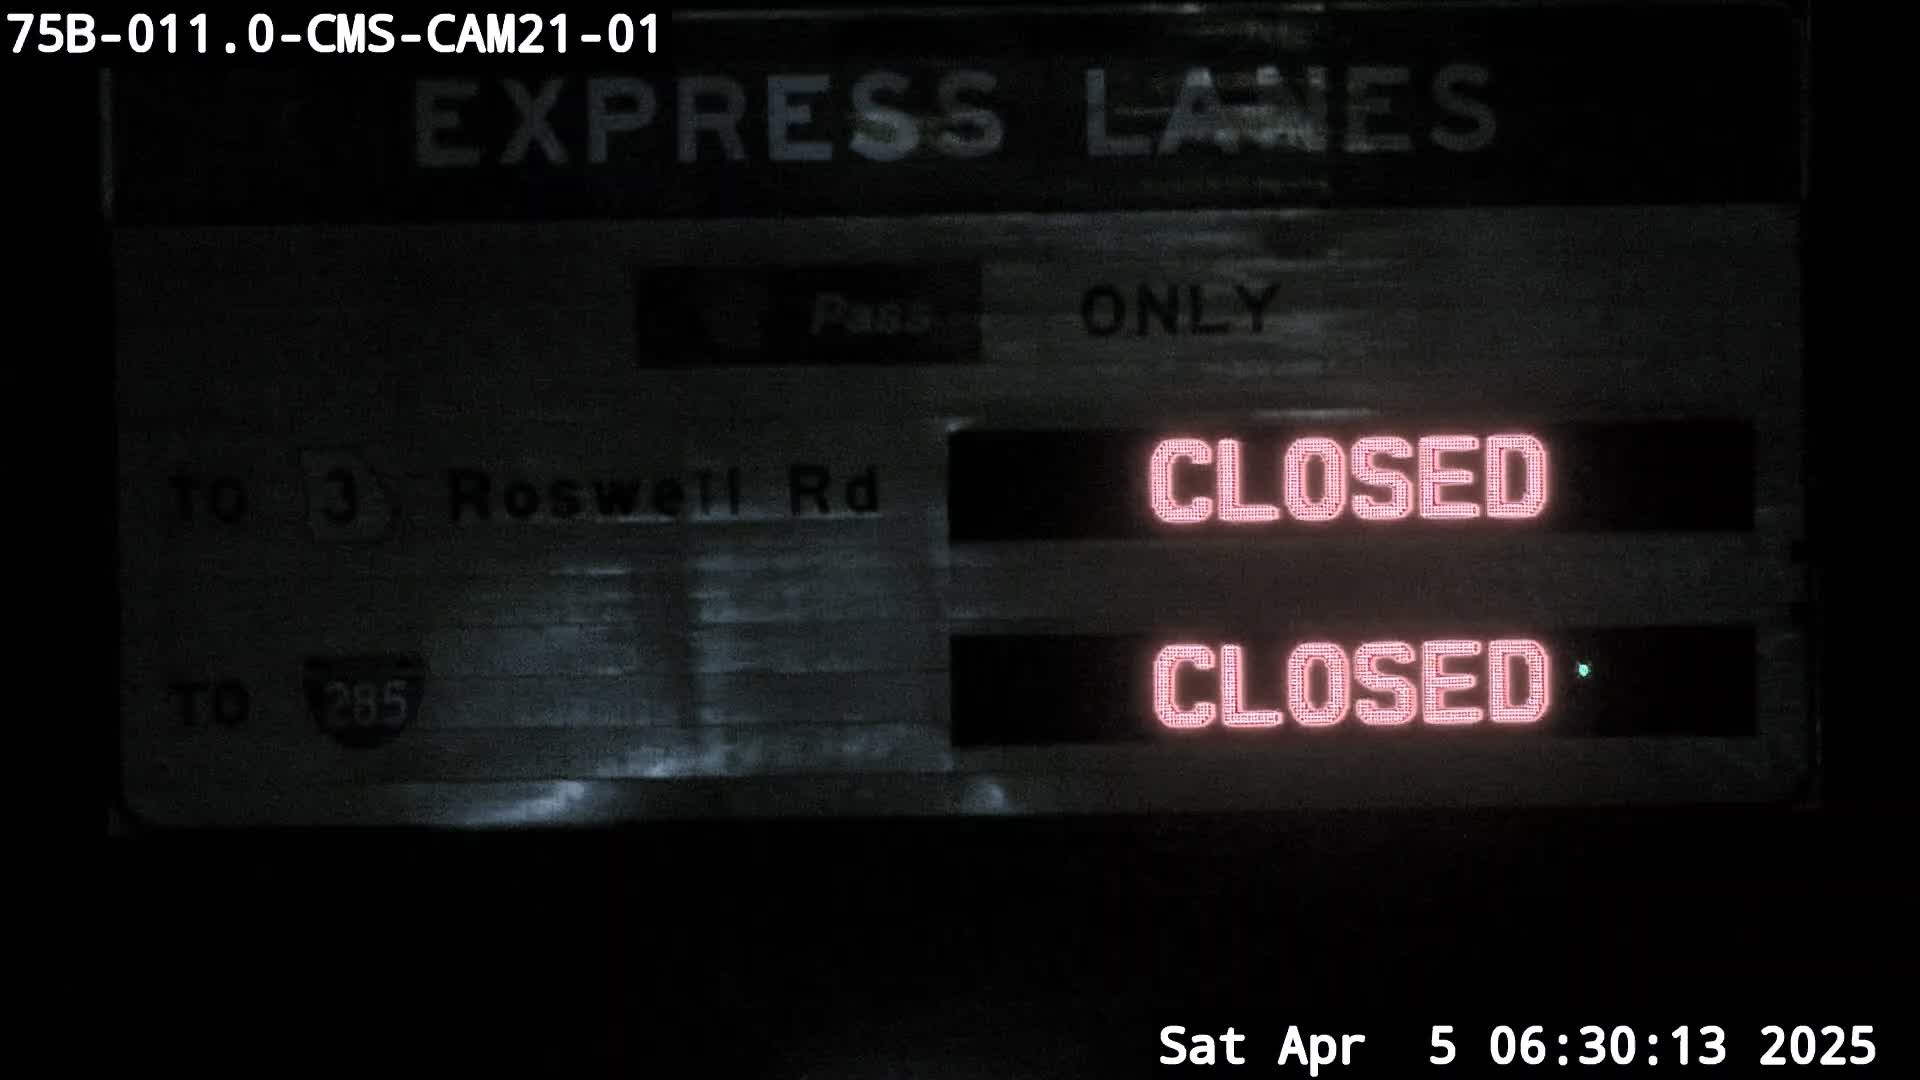 75B-011.0-CMS-CAM21-01
EXPRESS LANES
Pass ONLY
TO 3 Roswell Rd CLOSED
TO 285 CLOSED
Sat Apr 5 06:30:13 2025